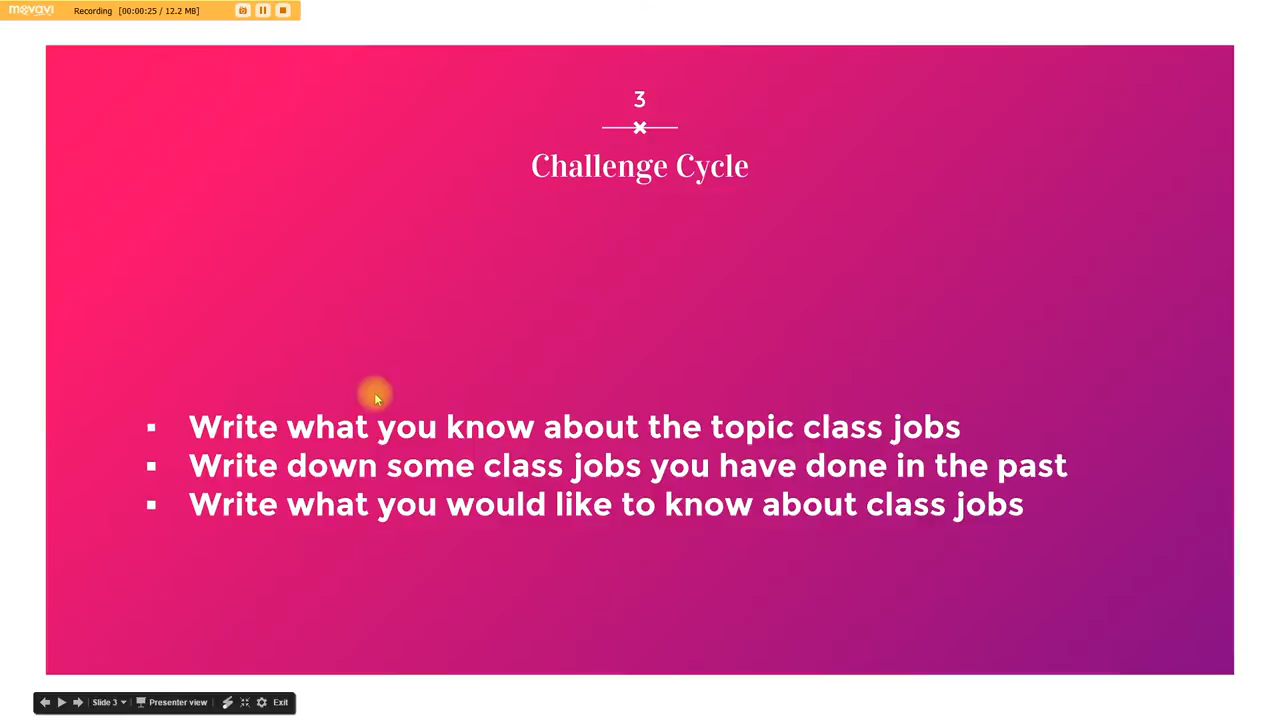 movavi Recording [00:00:25 / 12.2 MB]
3
Challenge Cycle
Write what you know about the topic class jobs
Write down some class jobs you have done in the past
Write what you would like to know about class jobs
Slide 3 Presenter view Exit